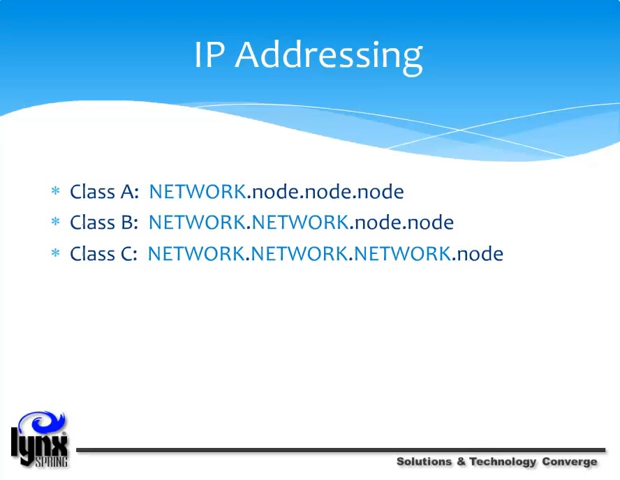 IP Addressing
* Class A: NETWORK.node.node.node
* Class B: NETWORK.NETWORK.node.node
* Class C: NETWORK.NETWORK.NETWORK.node
lynx
SPRING
Solutions & Technology Converge